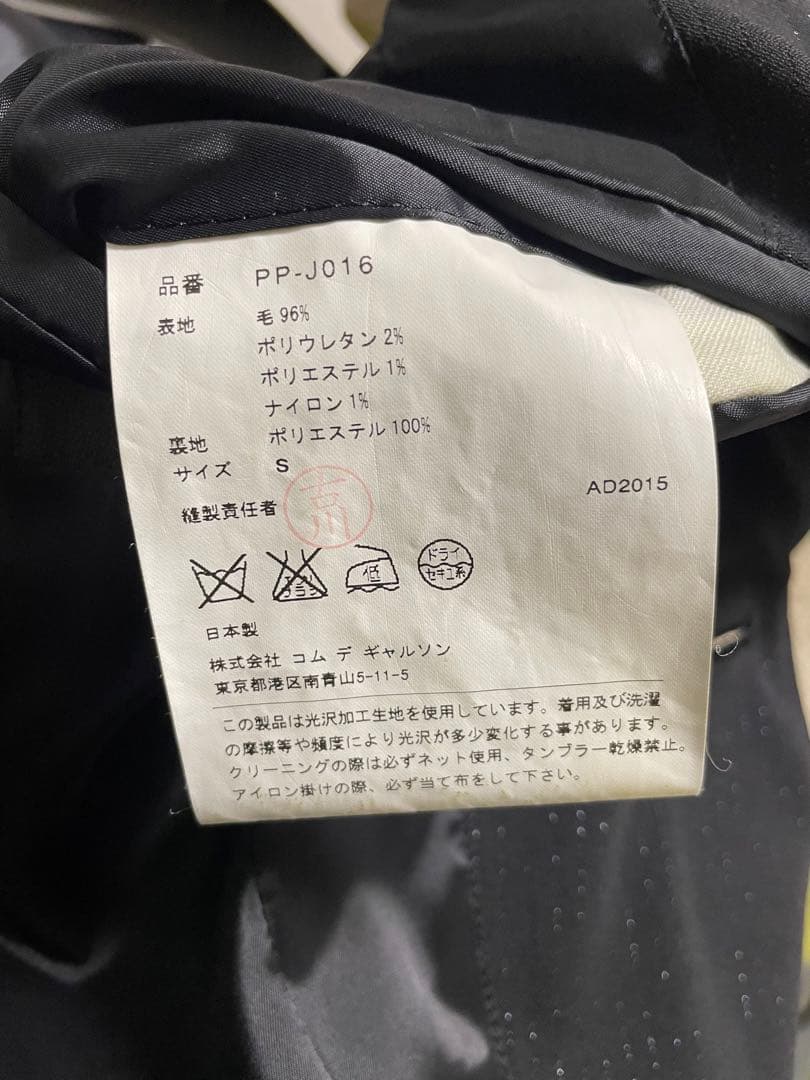 品番 PP-J016
表地 毛 96%
ポリウレタン 2%
ポリエステル 1%
ナイロン 1%
裏地 ポリエステル 100%
サイズ S
AD2015
縫製責任者
低
ドライ
セキユ系
日本製
株式会社 コム デ ギャルソン
東京都港区南青山5-11-5
この製品は光沢加工生地を使用しています。着用及び洗濯
の摩擦等や頻度により光沢が多少変化する事があります。
クリーニングの際は必ずネット使用、タンブラー乾燥禁止。
アイロン掛けの際、必ず当て布をして下さい。